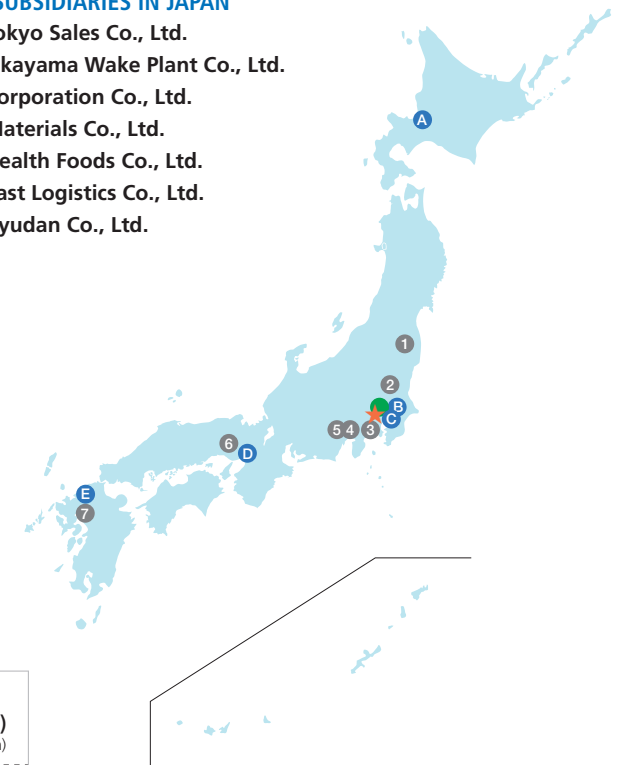 SUBSIDIARIES IN JAPAN
okyo Sales Co., Ltd.
kayama Wake Plant Co., Ltd.
orporation Co., Ltd.
Materials Co., Ltd.
ealth Foods Co., Ltd.
ast Logistics Co., Ltd.
yudan Co., Ltd.
A
1
2
B
C
5 4 3
6
D
E
7
)
)